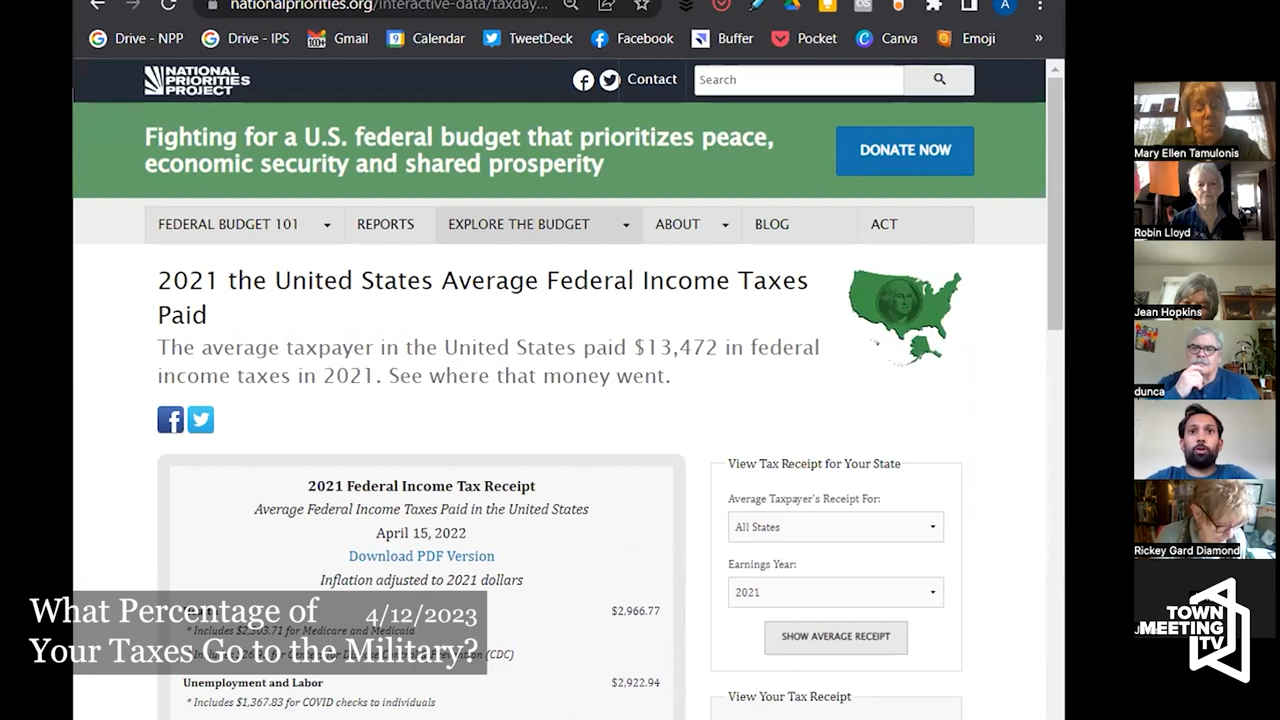 nationalpriorities.org/interactive-data/taxday...
Drive - NPP
Drive - IPS
Gmail
Calendar
TweetDeck
Facebook
Buffer
Pocket
Canva
Emoji
»
NATIONAL
PRIORITIES
PROJECT
Contact
Search
Fighting for a U.S. federal budget that prioritizes peace,
economic security and shared prosperity
DONATE NOW
FEDERAL BUDGET 101
REPORTS
EXPLORE THE BUDGET
ABOUT
BLOG
ACT
2021 the United States Average Federal Income Taxes
Paid
The average taxpayer in the United States paid $13,472 in federal
income taxes in 2021. See where that money went.
2021 Federal Income Tax Receipt
Average Federal Income Taxes Paid in the United States
April 15, 2022
Download PDF Version
Inflation adjusted to 2021 dollars
$2,966.77
* Includes $2,303.71 for Medicare and Medicaid
(CDC)
Unemployment and Labor
$2,922.94
* Includes $1,367.83 for COVID checks to individuals
View Tax Receipt for Your State
Average Taxpayer's Receipt For:
All States
Earnings Year:
2021
SHOW AVERAGE RECEIPT
View Your Tax Receipt
What Percentage of
4/12/2023
Your Taxes Go to the Military?
Mary Ellen Tamulonis
Robin Lloyd
Jean Hopkins
dunca
Rickey Gard Diamond
TOWN
MEETING
TV